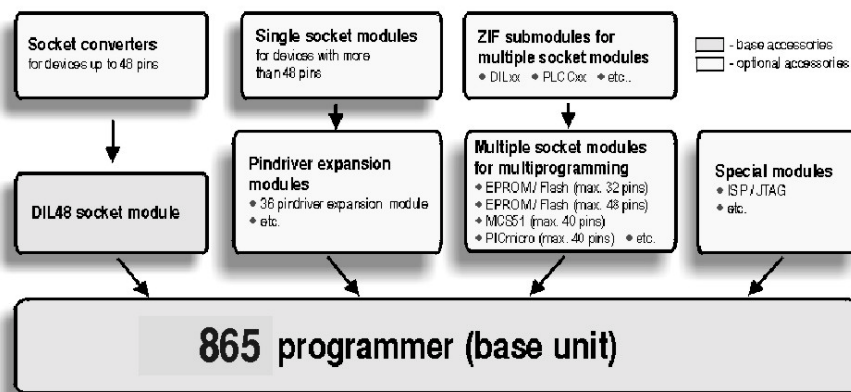 Socket converters
for devices up to 48 pins
Single socket modules
for devices with more
than 48 pins
ZIF submodules for
multiple socket modules
◆ DILxx ◆ PLCCxx ◆ etc..
- base accessories
- optional accessories
DIL48 socket module
Pindriver expansion
modules
◆ 36 pindriver expansion module
◆ etc.
Multiple socket modules
for multiprogramming
◆ EPROM / Flash (max. 32 pins)
◆ EPROM / Flash (max. 48 pins)
◆ MCS51 (max. 40 pins)
◆ PICmicro (max. 40 pins) ◆ etc.
Special modules
◆ ISP / JTAG
◆ etc.
865 programmer (base unit)